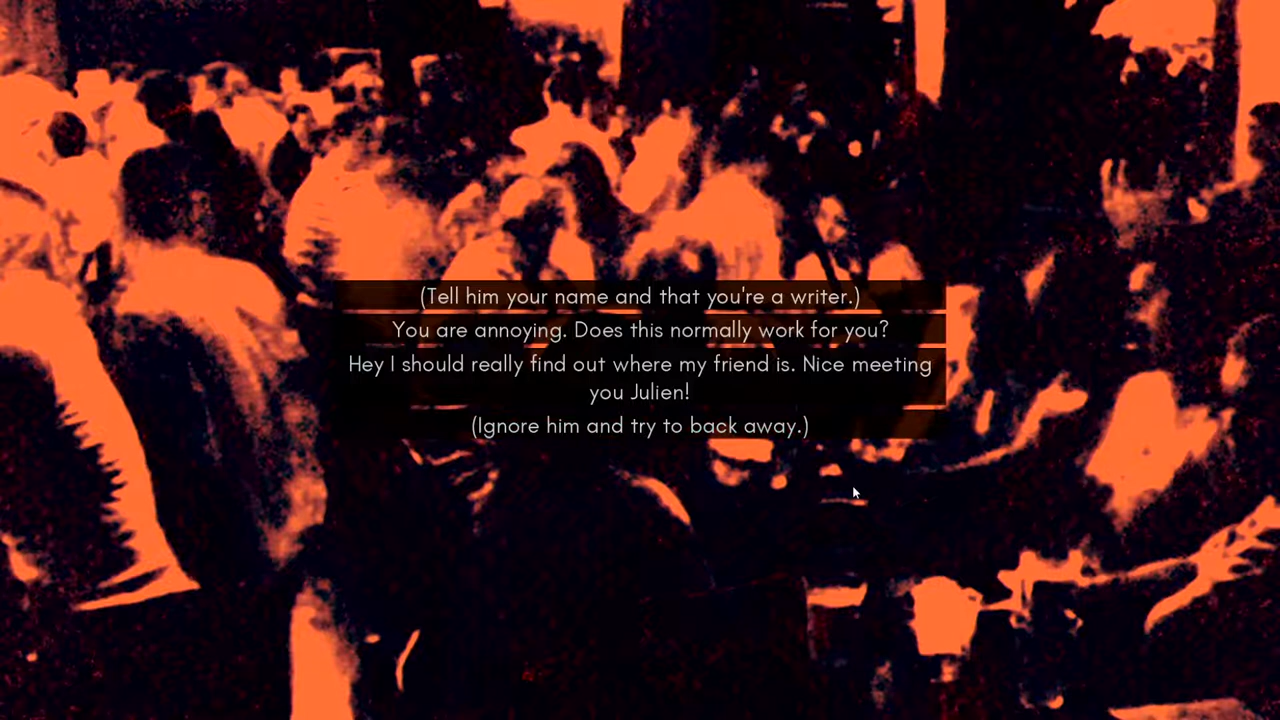 (Tell him your name and that you're a writer.)
You are annoying. Does this normally work for you?
Hey I should really find out where my friend is. Nice meeting
you Julien!
(Ignore him and try to back away.)